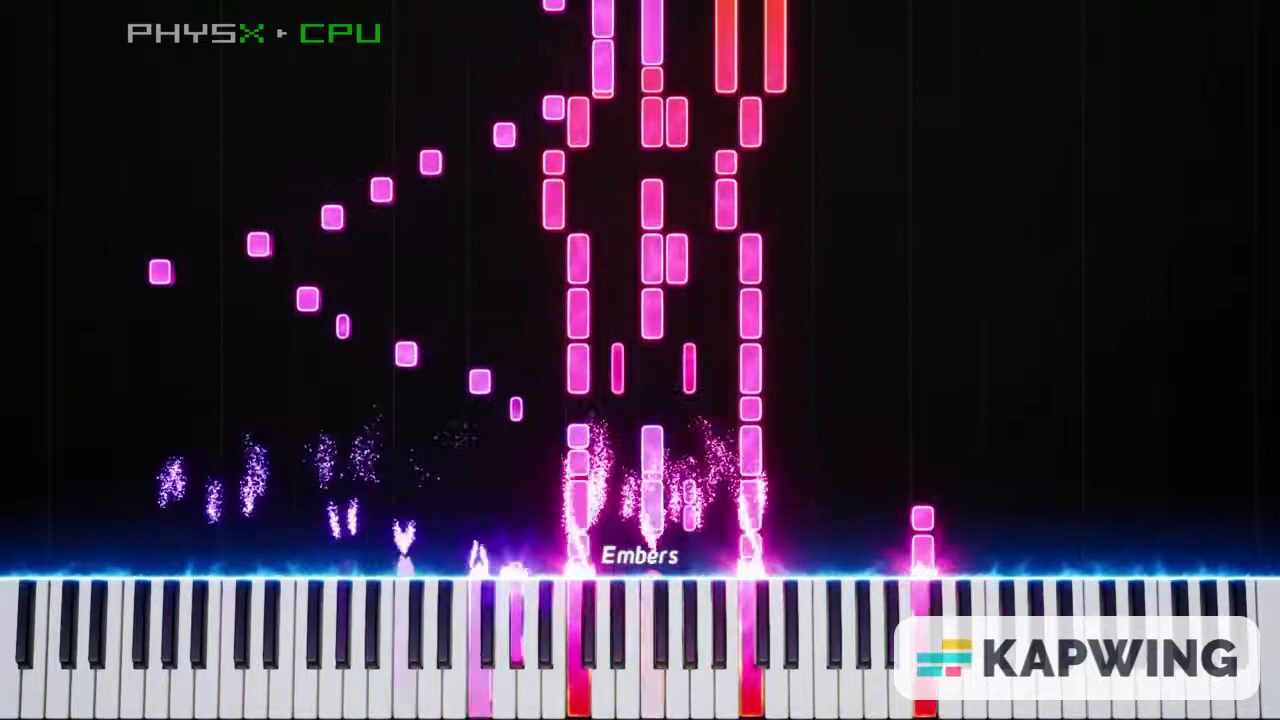 PHYSX ▸ CPU
Embers
KAPWING